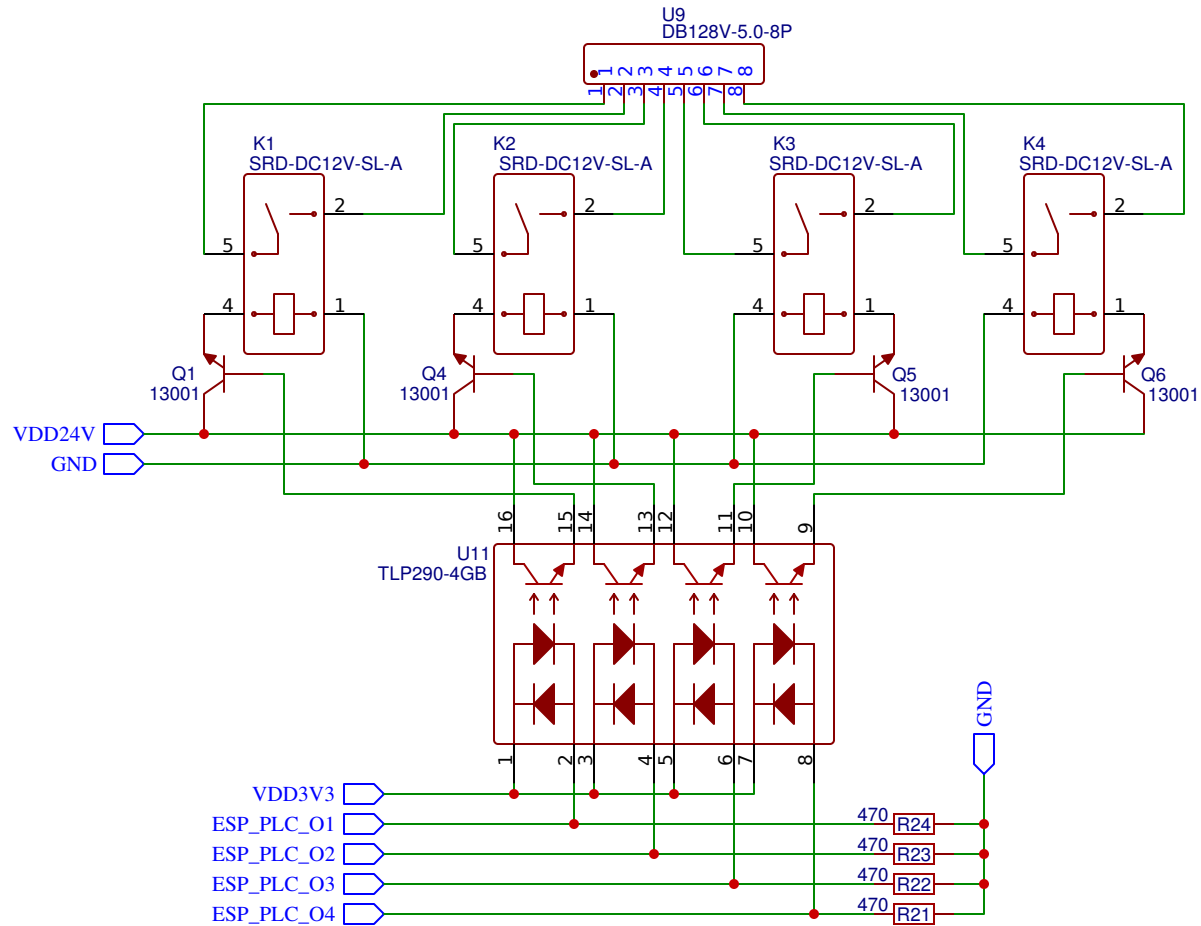 U9
DB128V-5.0-8P
1 2 3 4 5 6 7 8
1 2 3 4 5 6 7 8
K1
SRD-DC12V-SL-A
K2
SRD-DC12V-SL-A
K3
SRD-DC12V-SL-A
K4
SRD-DC12V-SL-A
2 2 2 2
5 5 5 5
4 1 4 1 4 1 4 1
Q1
13001
Q4
13001
Q5
13001
Q6
13001
VDD24V
GND
16 15 14 13 12 11 10 9
U11
TLP290-4GB
1 2 3 4 5 6 7 8
GND
VDD3V3
ESP_PLC_O1
470
R24
ESP_PLC_O2
470
R23
ESP_PLC_O3
470
R22
ESP_PLC_O4
470
R21